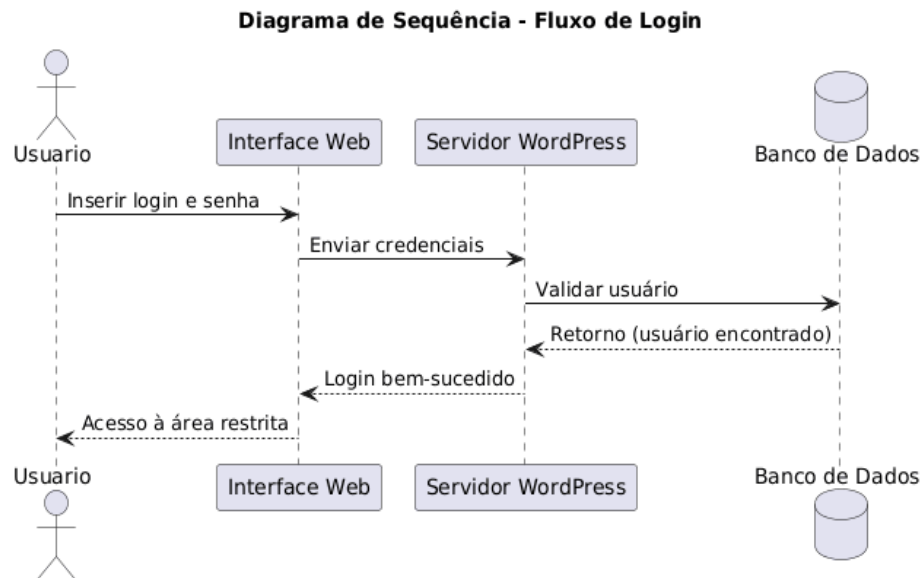 Diagrama de Sequência - Fluxo de Login
Usuario
Interface Web
Servidor WordPress
Banco de Dados
Inserir login e senha
Enviar credenciais
Validar usuário
Retorno (usuário encontrado)
Login bem-sucedido
Acesso à área restrita
Usuario
Interface Web
Servidor WordPress
Banco de Dados